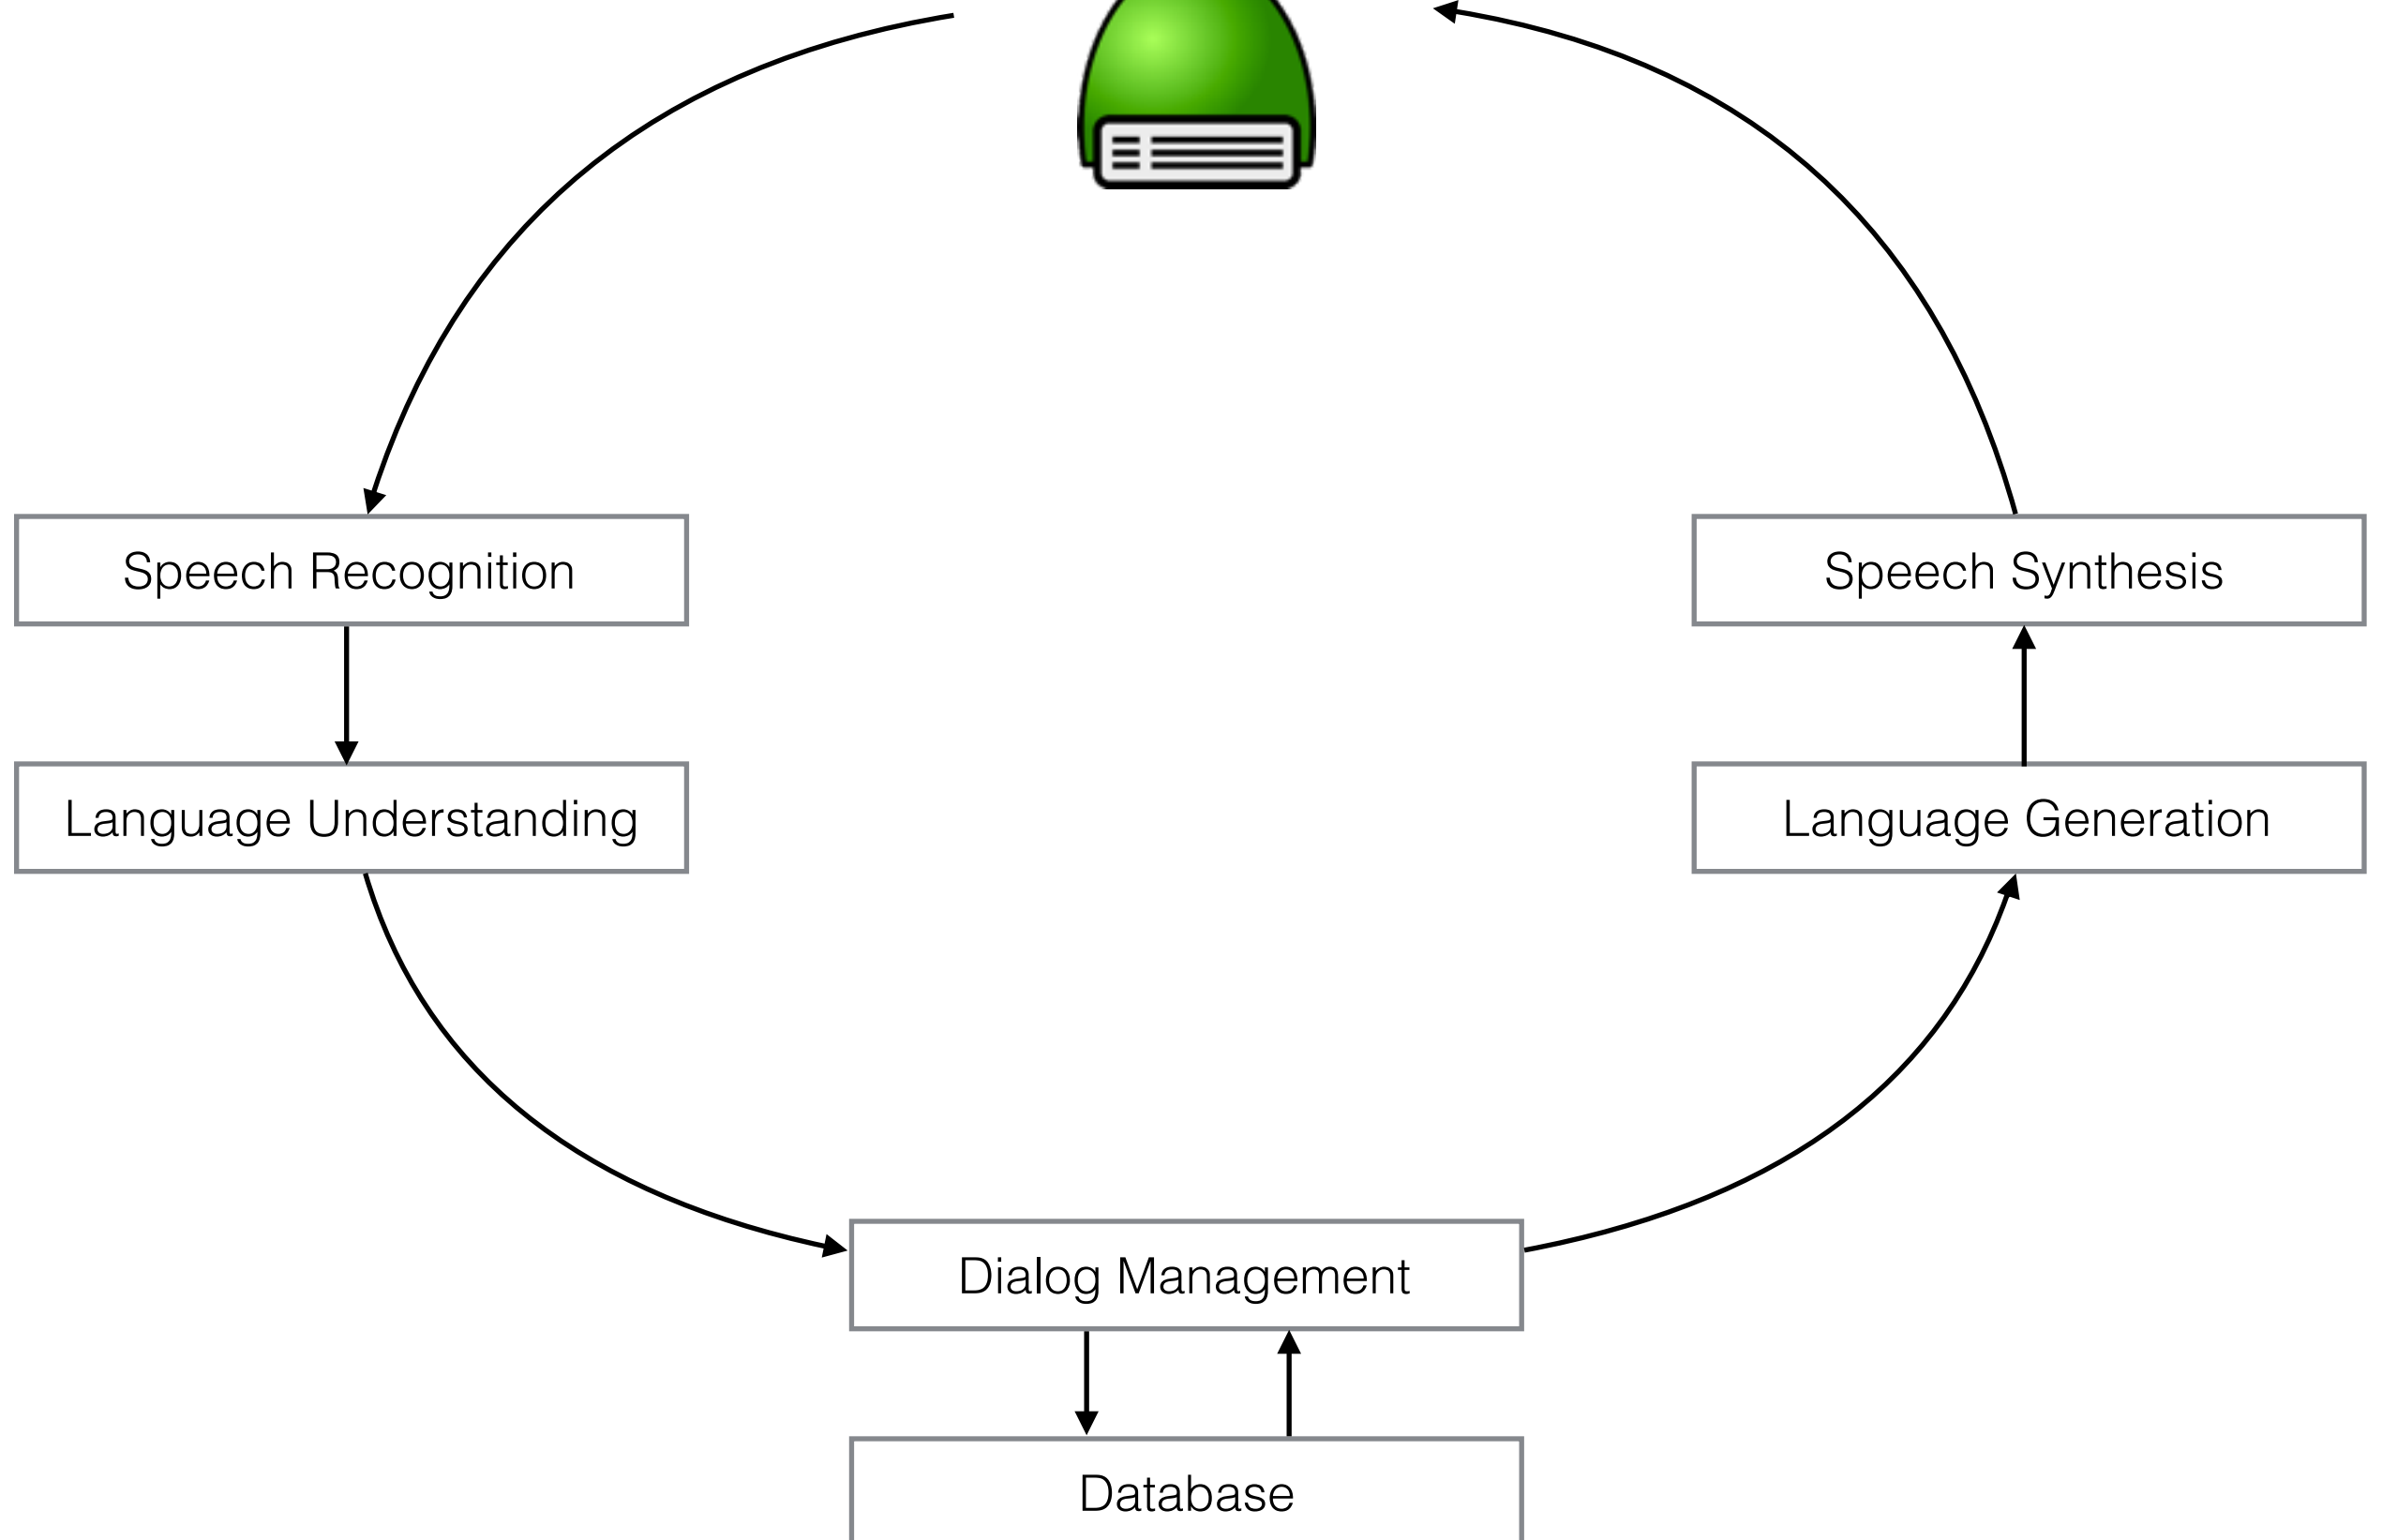 Speech Recognition
Speech Synthesis
Language Understanding
Language Generation
Dialog Management
Database